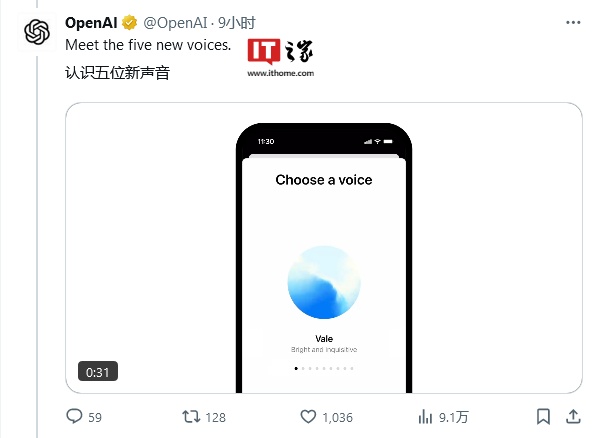 OpenAI @OpenAI · 9小时
Meet the five new voices.
IT之家
www.ithome.com
认识五位新声音
11:30
Choose a voice
Vale
Bright and inquisitive
0:31
59 128 1,036 9.1万